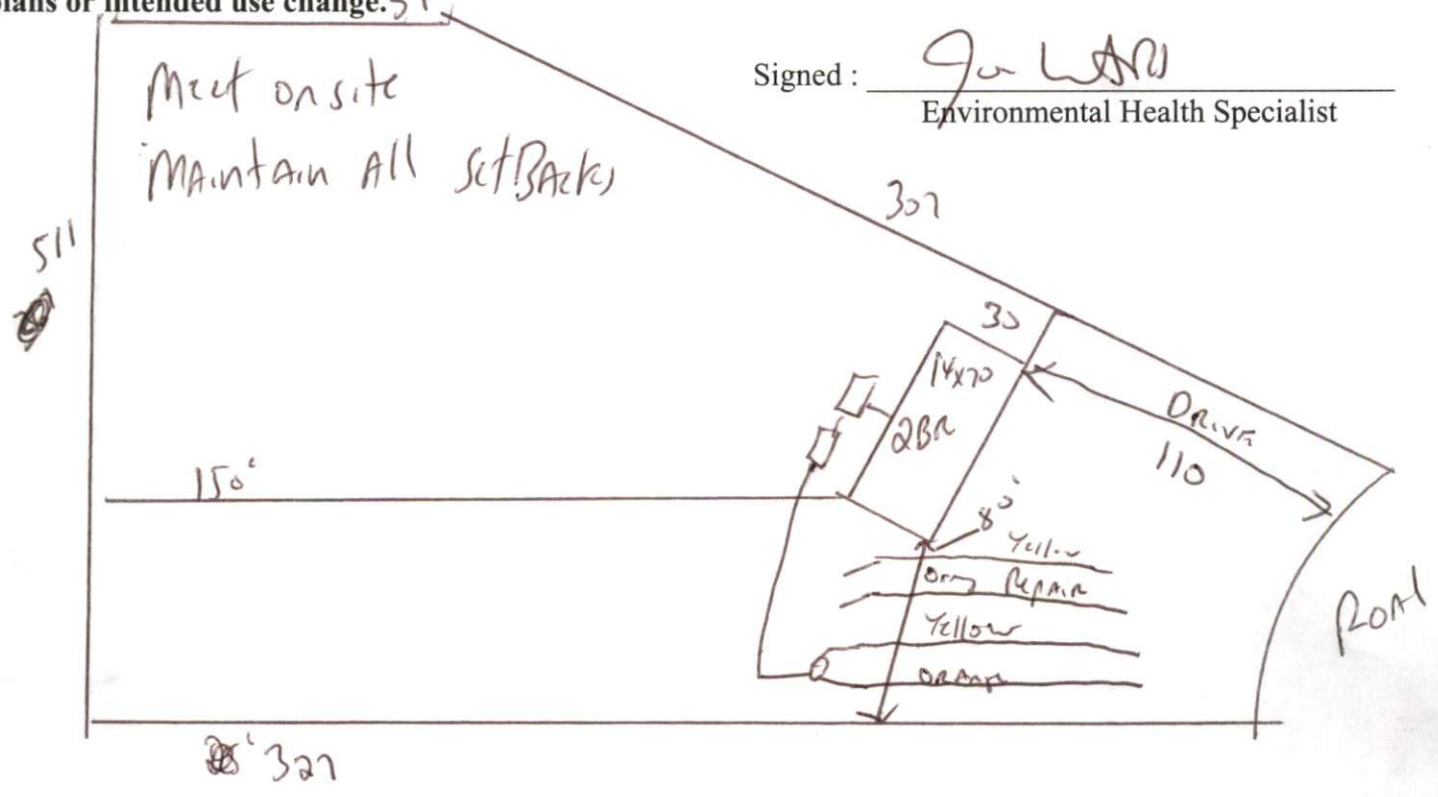 plans or intended use change.
Meet onsite
Maintain All SetBacks
Signed :
Environmental Health Specialist
307
511
30
14x70
2BR
Drive
110
150'
80'
Yellow
Repair
Yellow
Orange
Road
327